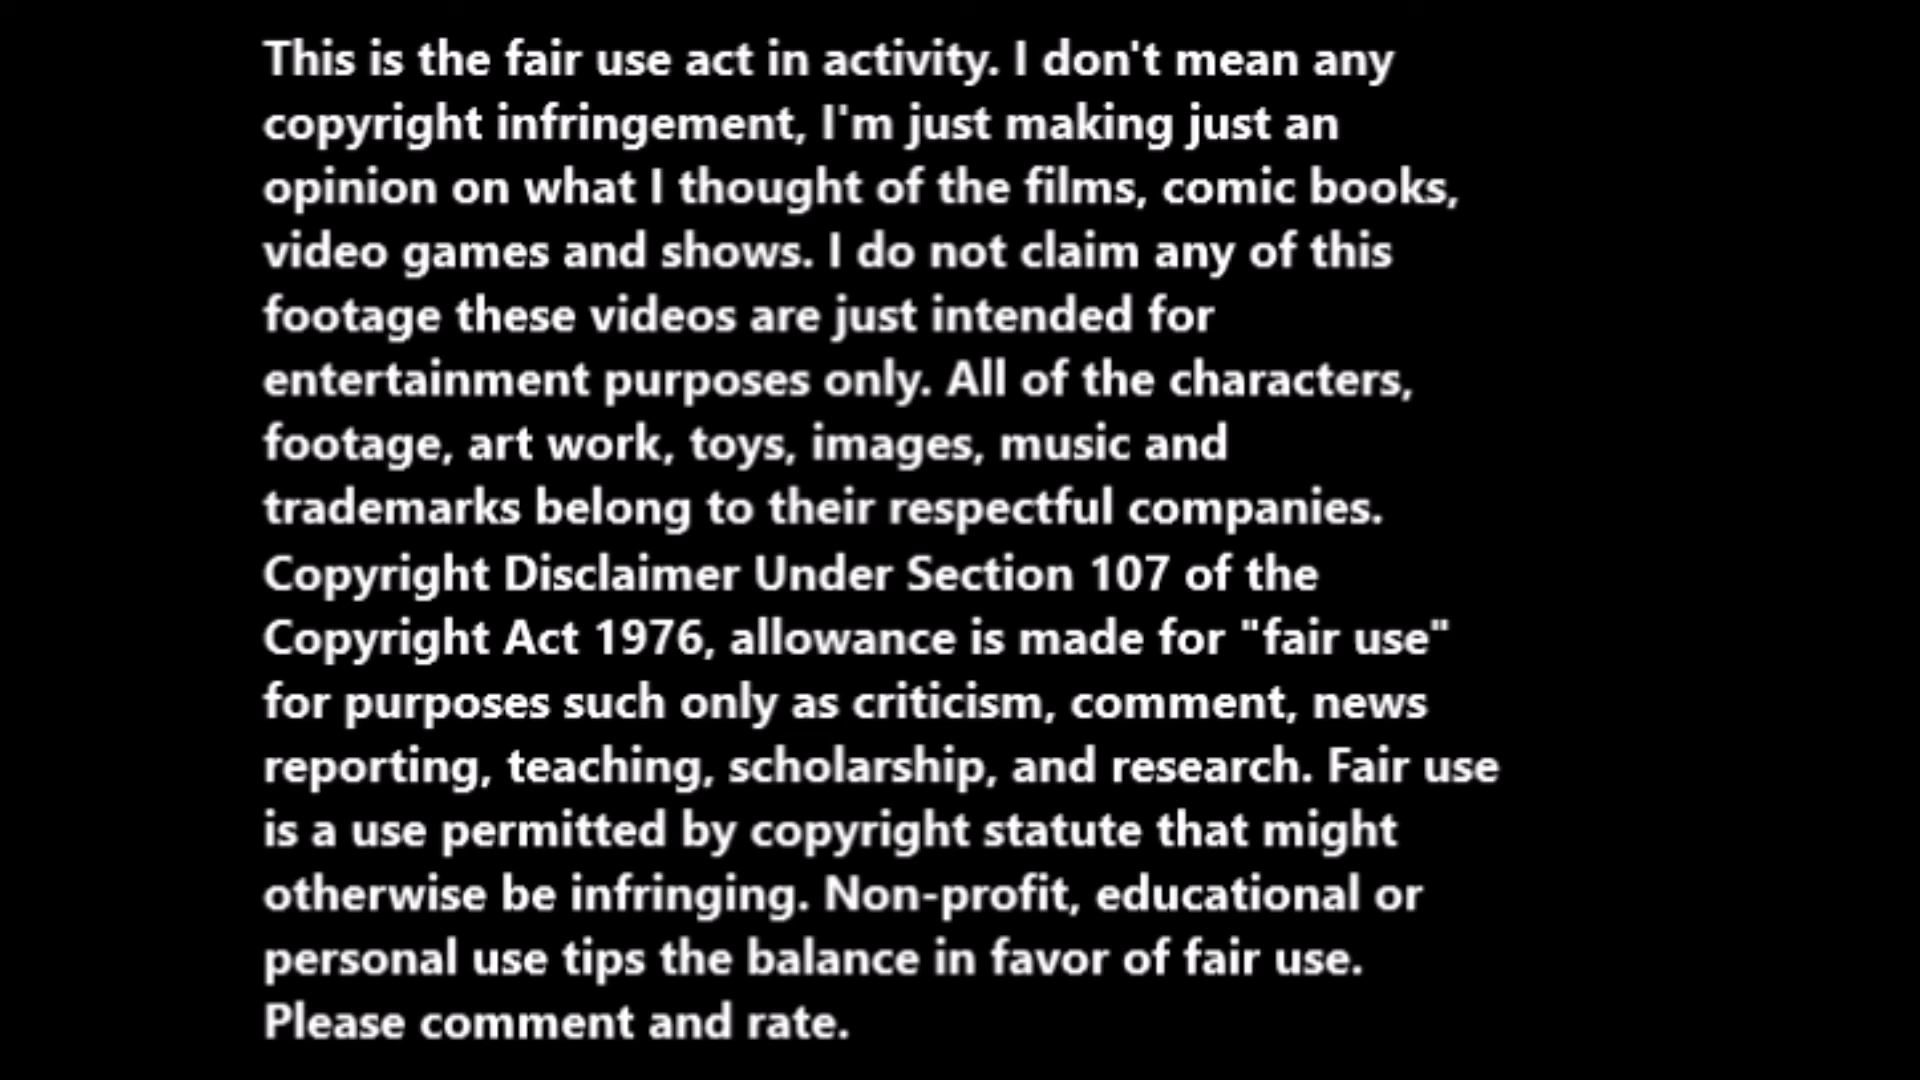 This is the fair use act in activity. I don't mean any
copyright infringement, I'm just making just an
opinion on what I thought of the films, comic books,
video games and shows. I do not claim any of this
footage these videos are just intended for
entertainment purposes only. All of the characters,
footage, art work, toys, images, music and
trademarks belong to their respectful companies.
Copyright Disclaimer Under Section 107 of the
Copyright Act 1976, allowance is made for "fair use"
for purposes such only as criticism, comment, news
reporting, teaching, scholarship, and research. Fair use
is a use permitted by copyright statute that might
otherwise be infringing. Non-profit, educational or
personal use tips the balance in favor of fair use.
Please comment and rate.